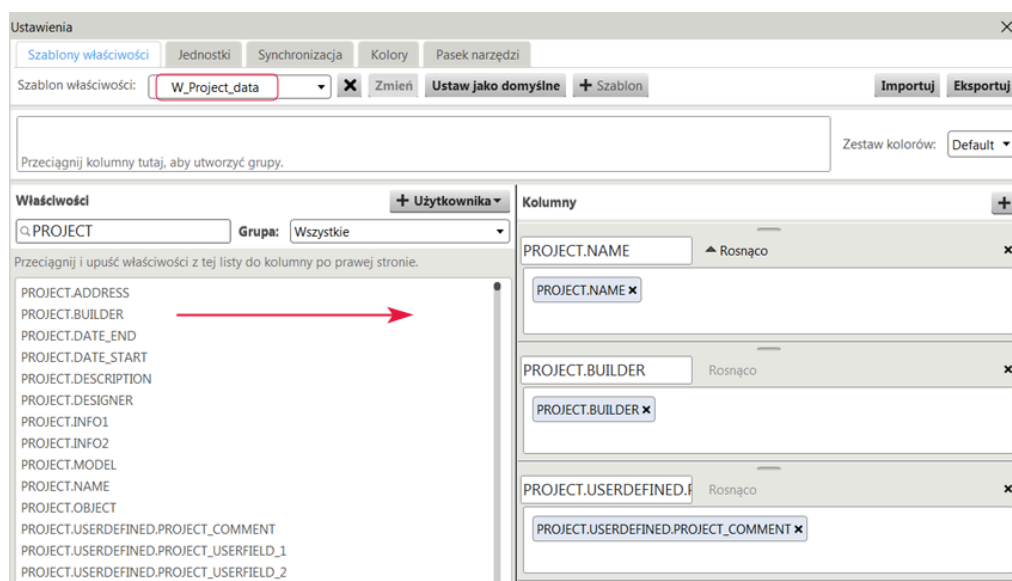 Ustawienia
Szablony właściwości Jednostki Synchronizacja Kolory Pasek narzędzi
Szablon właściwości: W_Project_data Zmień Ustaw jako domyślne + Szablon Importuj Eksportuj
Przeciągnij kolumny tutaj, aby utworzyć grupy.
Zestaw kolorów: Default
Właściwości + Użytkownika
Kolumny +
PROJECT Grupa: Wszystkie
Przeciągnij i upuść właściwości z tej listy do kolumny po prawej stronie.
PROJECT.ADDRESS
PROJECT.BUILDER
PROJECT.DATE_END
PROJECT.DATE_START
PROJECT.DESCRIPTION
PROJECT.DESIGNER
PROJECT.INFO1
PROJECT.INFO2
PROJECT.MODEL
PROJECT.NAME
PROJECT.OBJECT
PROJECT.USERDEFINED.PROJECT_COMMENT
PROJECT.USERDEFINED.PROJECT_USERFIELD_1
PROJECT.USERDEFINED.PROJECT_USERFIELD_2
PROJECT.NAME Rosnąco
PROJECT.NAME
PROJECT.BUILDER Rosnąco
PROJECT.BUILDER
PROJECT.USERDEFINED.P Rosnąco
PROJECT.USERDEFINED.PROJECT_COMMENT